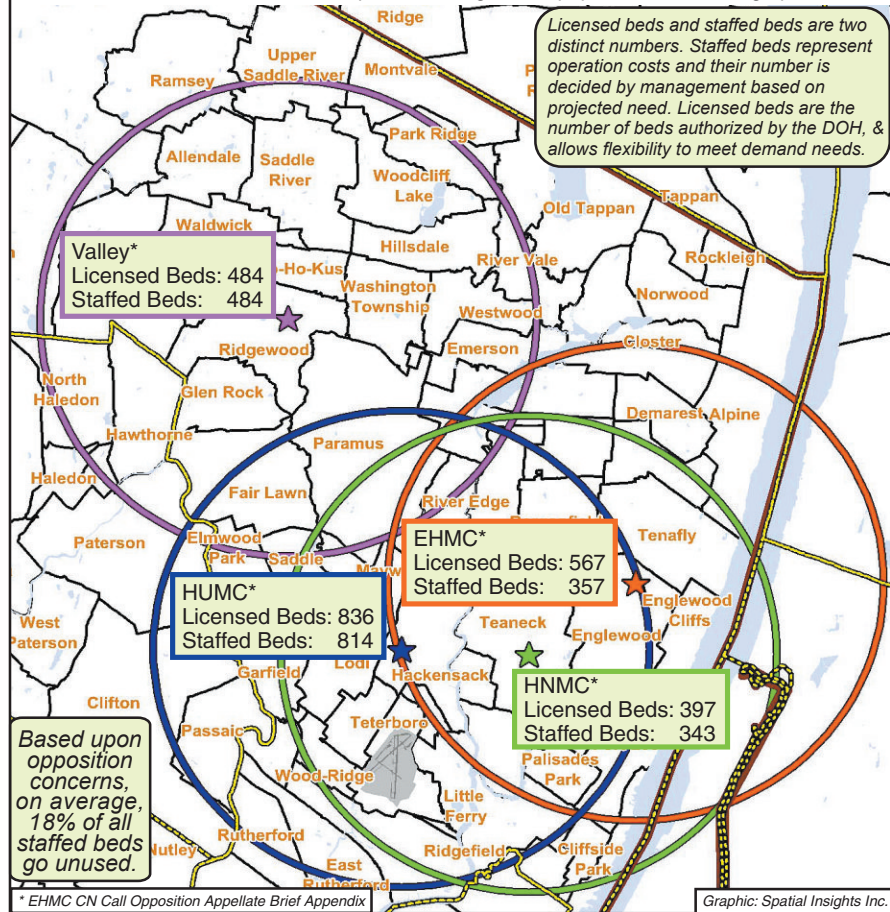 Licensed beds and staffed beds are two
distinct numbers. Staffed beds represent
operation costs and their number is
decided by management based on
projected need. Licensed beds are the
number of beds authorized by the DOH, &
allows flexibility to meet demand needs.
Ridge
Upper
Saddle River
Montvale
Ramsey
Park Ridge
Allendale
Saddle
River
Woodcliff
Lake
Old Tappan
Tappan
Waldwick
Hillsdale
River Vale
Rockleigh
Valley*
Licensed Beds: 484
Staffed Beds: 484
o-Ho-Kus
Washington
Township
Westwood
Norwood
Ridgewood
Emerson
Closter
North
Haledon
Glen Rock
Demarest
Alpine
Hawthorne
Paramus
Haledon
Fair Lawn
River Edge
Paterson
Elmwood
Park
Saddle
Tenafly
EHMC*
Licensed Beds: 567
Staffed Beds: 357
Mayw
HUMC*
Licensed Beds: 836
Staffed Beds: 814
West
Paterson
Teaneck
Englewood
Englewood
Cliffs
Lodi
Hackensack
Garfield
HNMC*
Licensed Beds: 397
Staffed Beds: 343
Clifton
Passaic
Teterboro
Palisades
Park
Wood-Ridge
Little
Ferry
Based upon
opposition
concerns,
on average,
18% of all
staffed beds
go unused.
Nutley
Rutherford
Ridgefield
Cliffside
Park
East
Rutherford
* EHMC CN Call Opposition Appellate Brief Appendix
Graphic: Spatial Insights Inc.